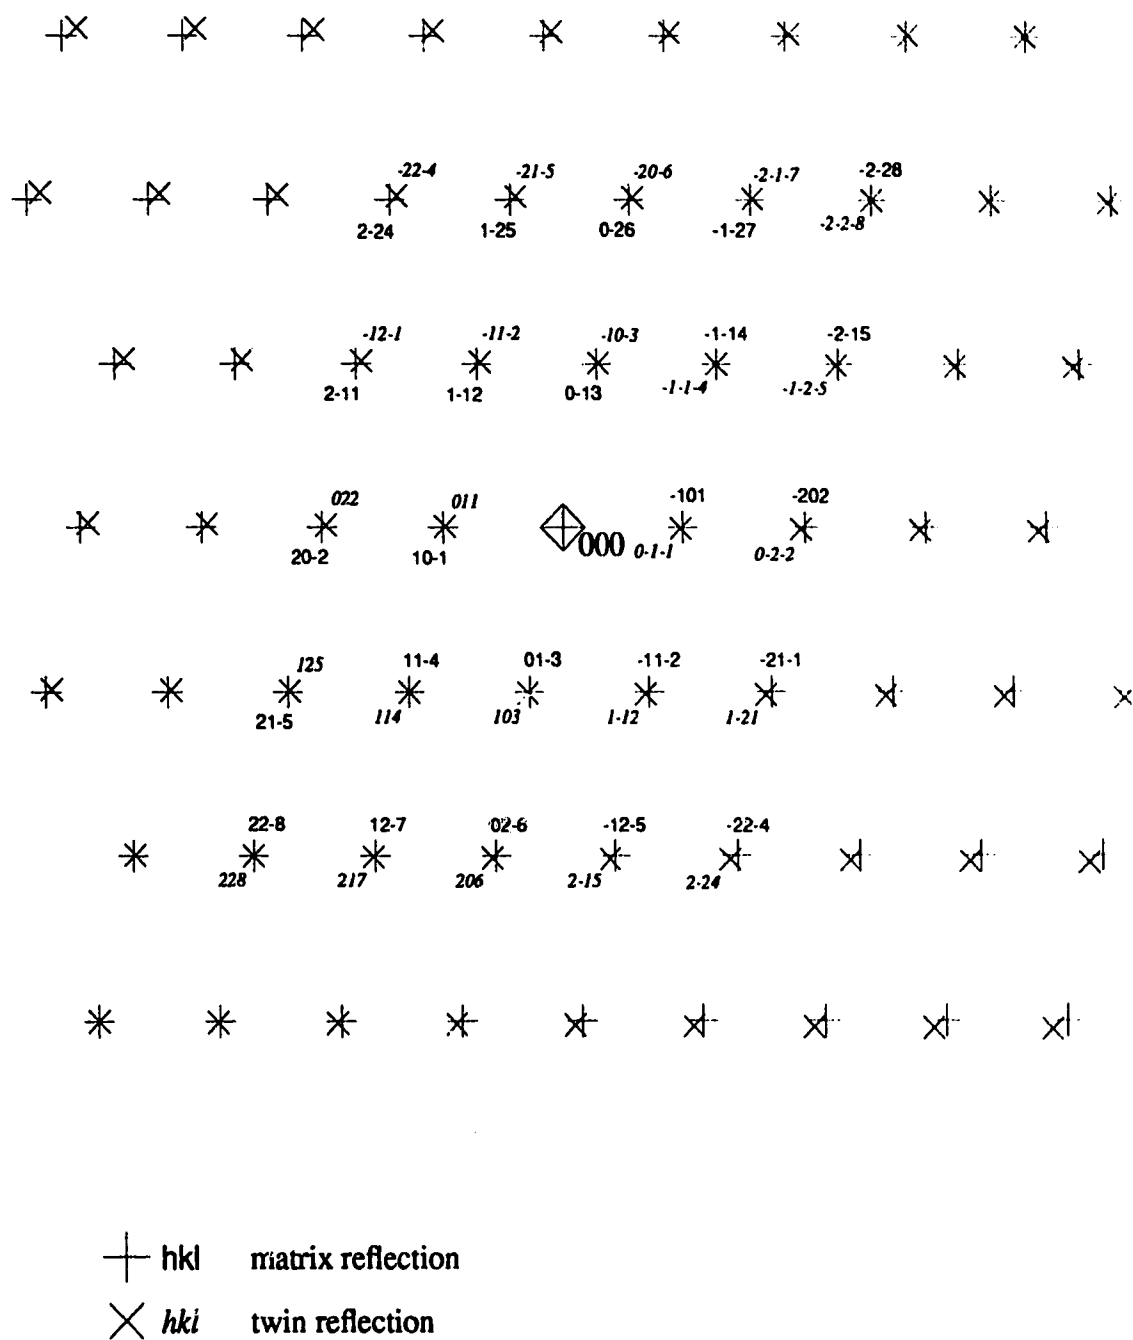 -22-4 -21-5 -20-6 -2-1-7 -2-28
2-24 1-25 0-26 -1-27 -2-2-8
-12-1 -11-2 -10-3 -1-14 -2-15
2-11 1-12 0-13 -1-1-4 -1-2-5
022 011 -101 -202
20-2 10-1 000 0-1-1 0-2-2
125 11-4 01-3 -11-2 -21-1
21-5 114 103 1-12 1-21
22-8 12-7 02-6 -12-5 -22-4
228 217 206 2-15 2-24
hkl matrix reflection
hki twin reflection